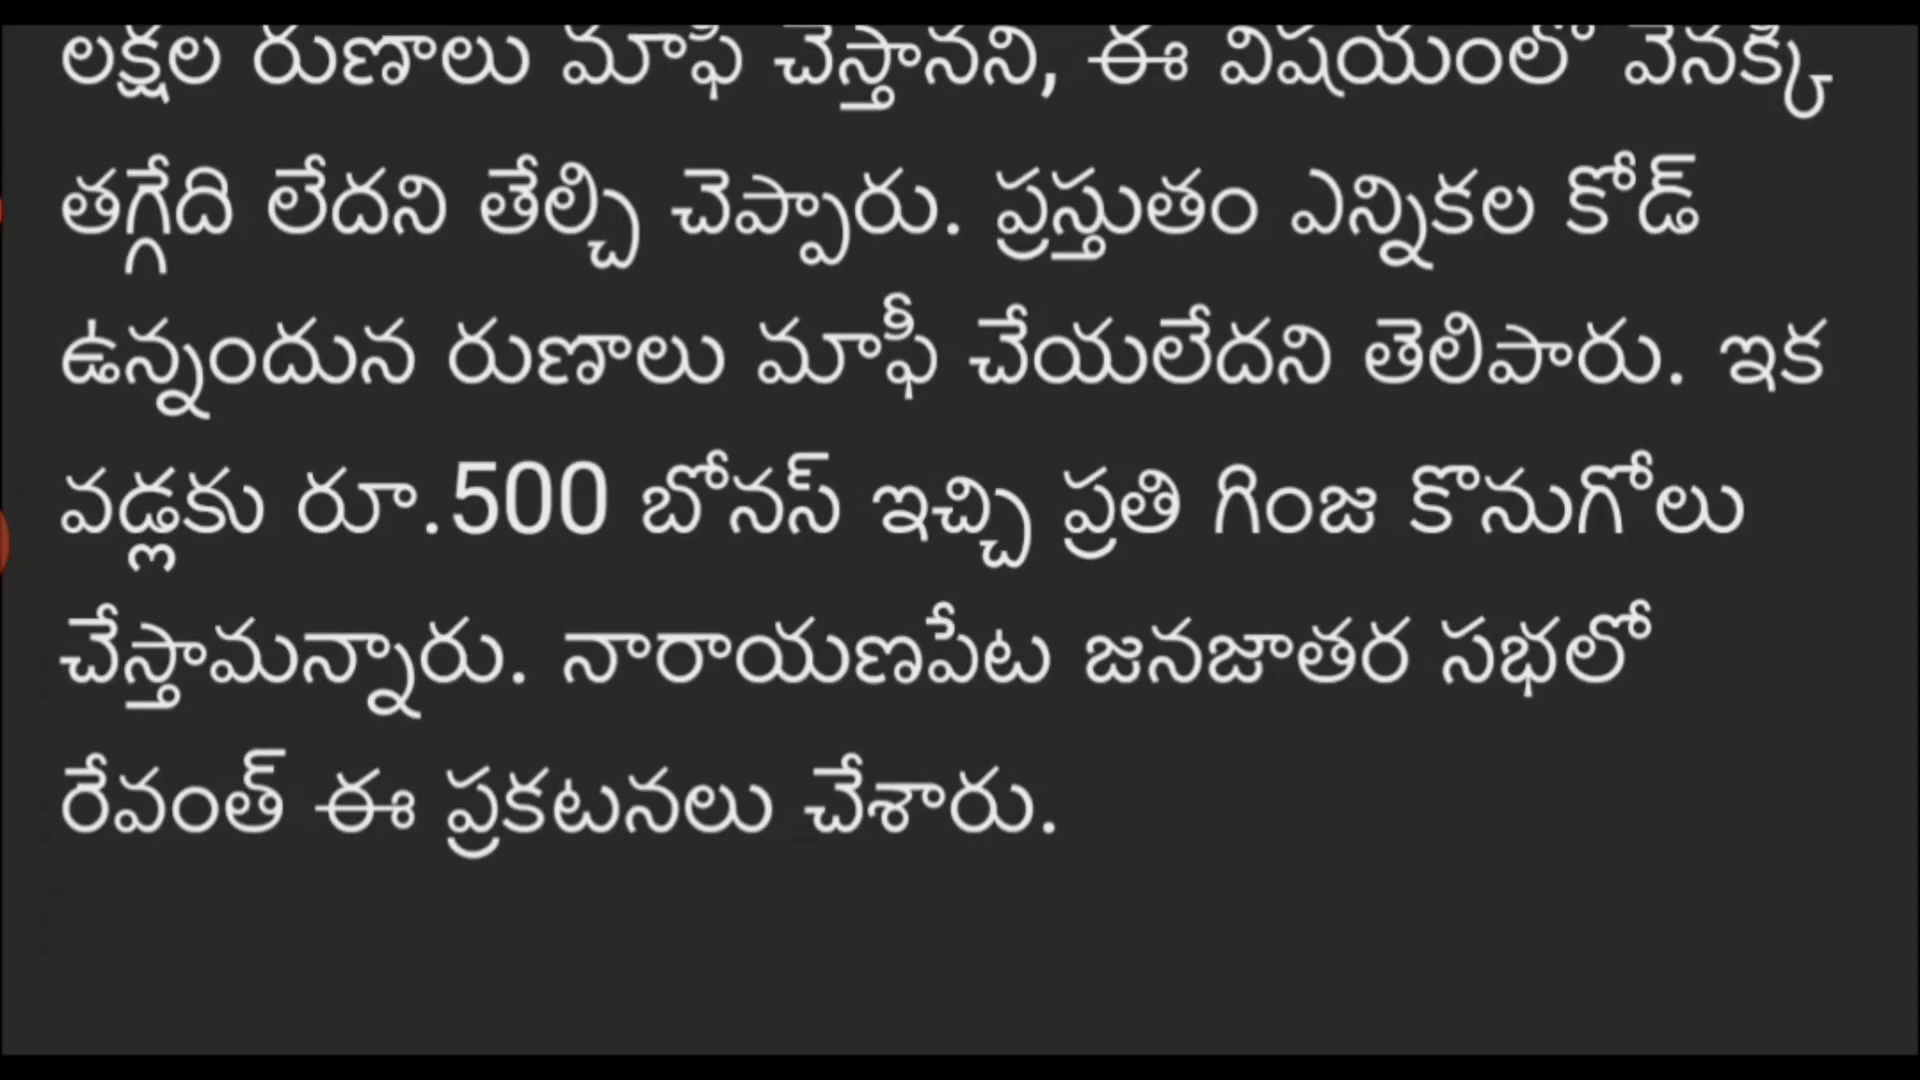 లక్షల రుణాలు మాఫీ చేస్తానని, ఈ విషయంలో వెనక్కి
తగ్గేది లేదని తేల్చి చెప్పారు. ప్రస్తుతం ఎన్నికల కోడ్
ఉన్నందున రుణాలు మాఫీ చేయలేదని తెలిపారు. ఇక
వడ్లకు రూ.500 బోనస్ ఇచ్చి ప్రతి గింజ కొనుగోలు
చేస్తామన్నారు. నారాయణపేట జనజాతర సభలో
రేవంత్ ఈ ప్రకటనలు చేశారు.